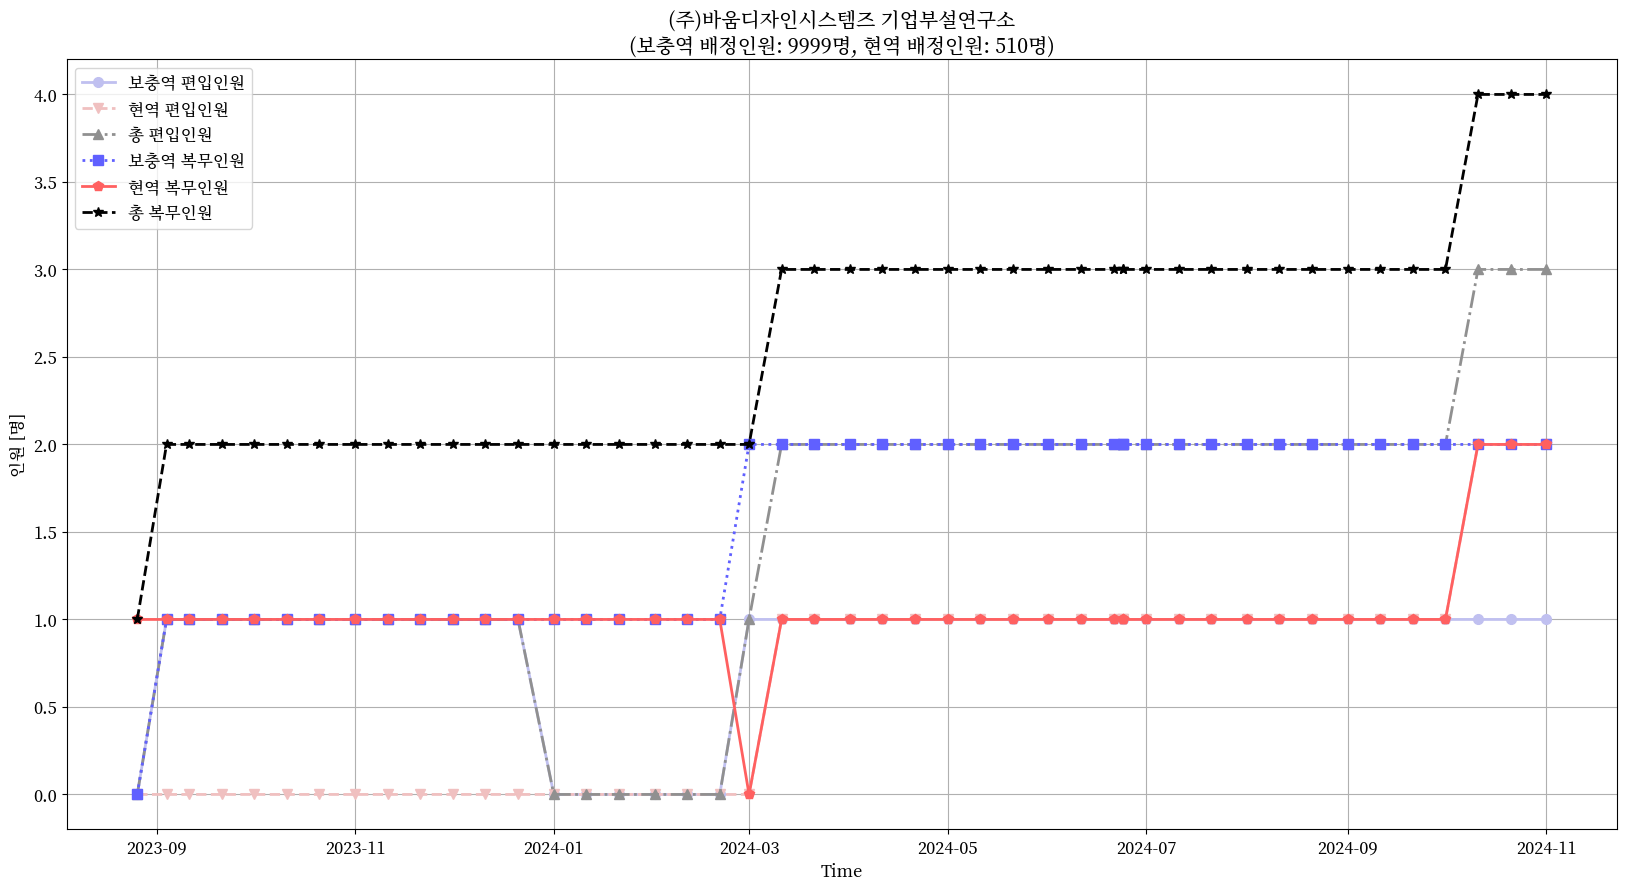 (주)바움디자인시스템즈 기업부설연구소
(보충역 배정인원: 9999명, 현역 배정인원: 510명)
보충역 편입인원
현역 편입인원
총 편입인원
보충역 복무인원
현역 복무인원
총 복무인원
4.0
3.5
3.0
2.5
2.0
1.5
1.0
0.5
0.0
인원 [명]
2023-09
2023-11
2024-01
2024-03
2024-05
2024-07
2024-09
2024-11
Time